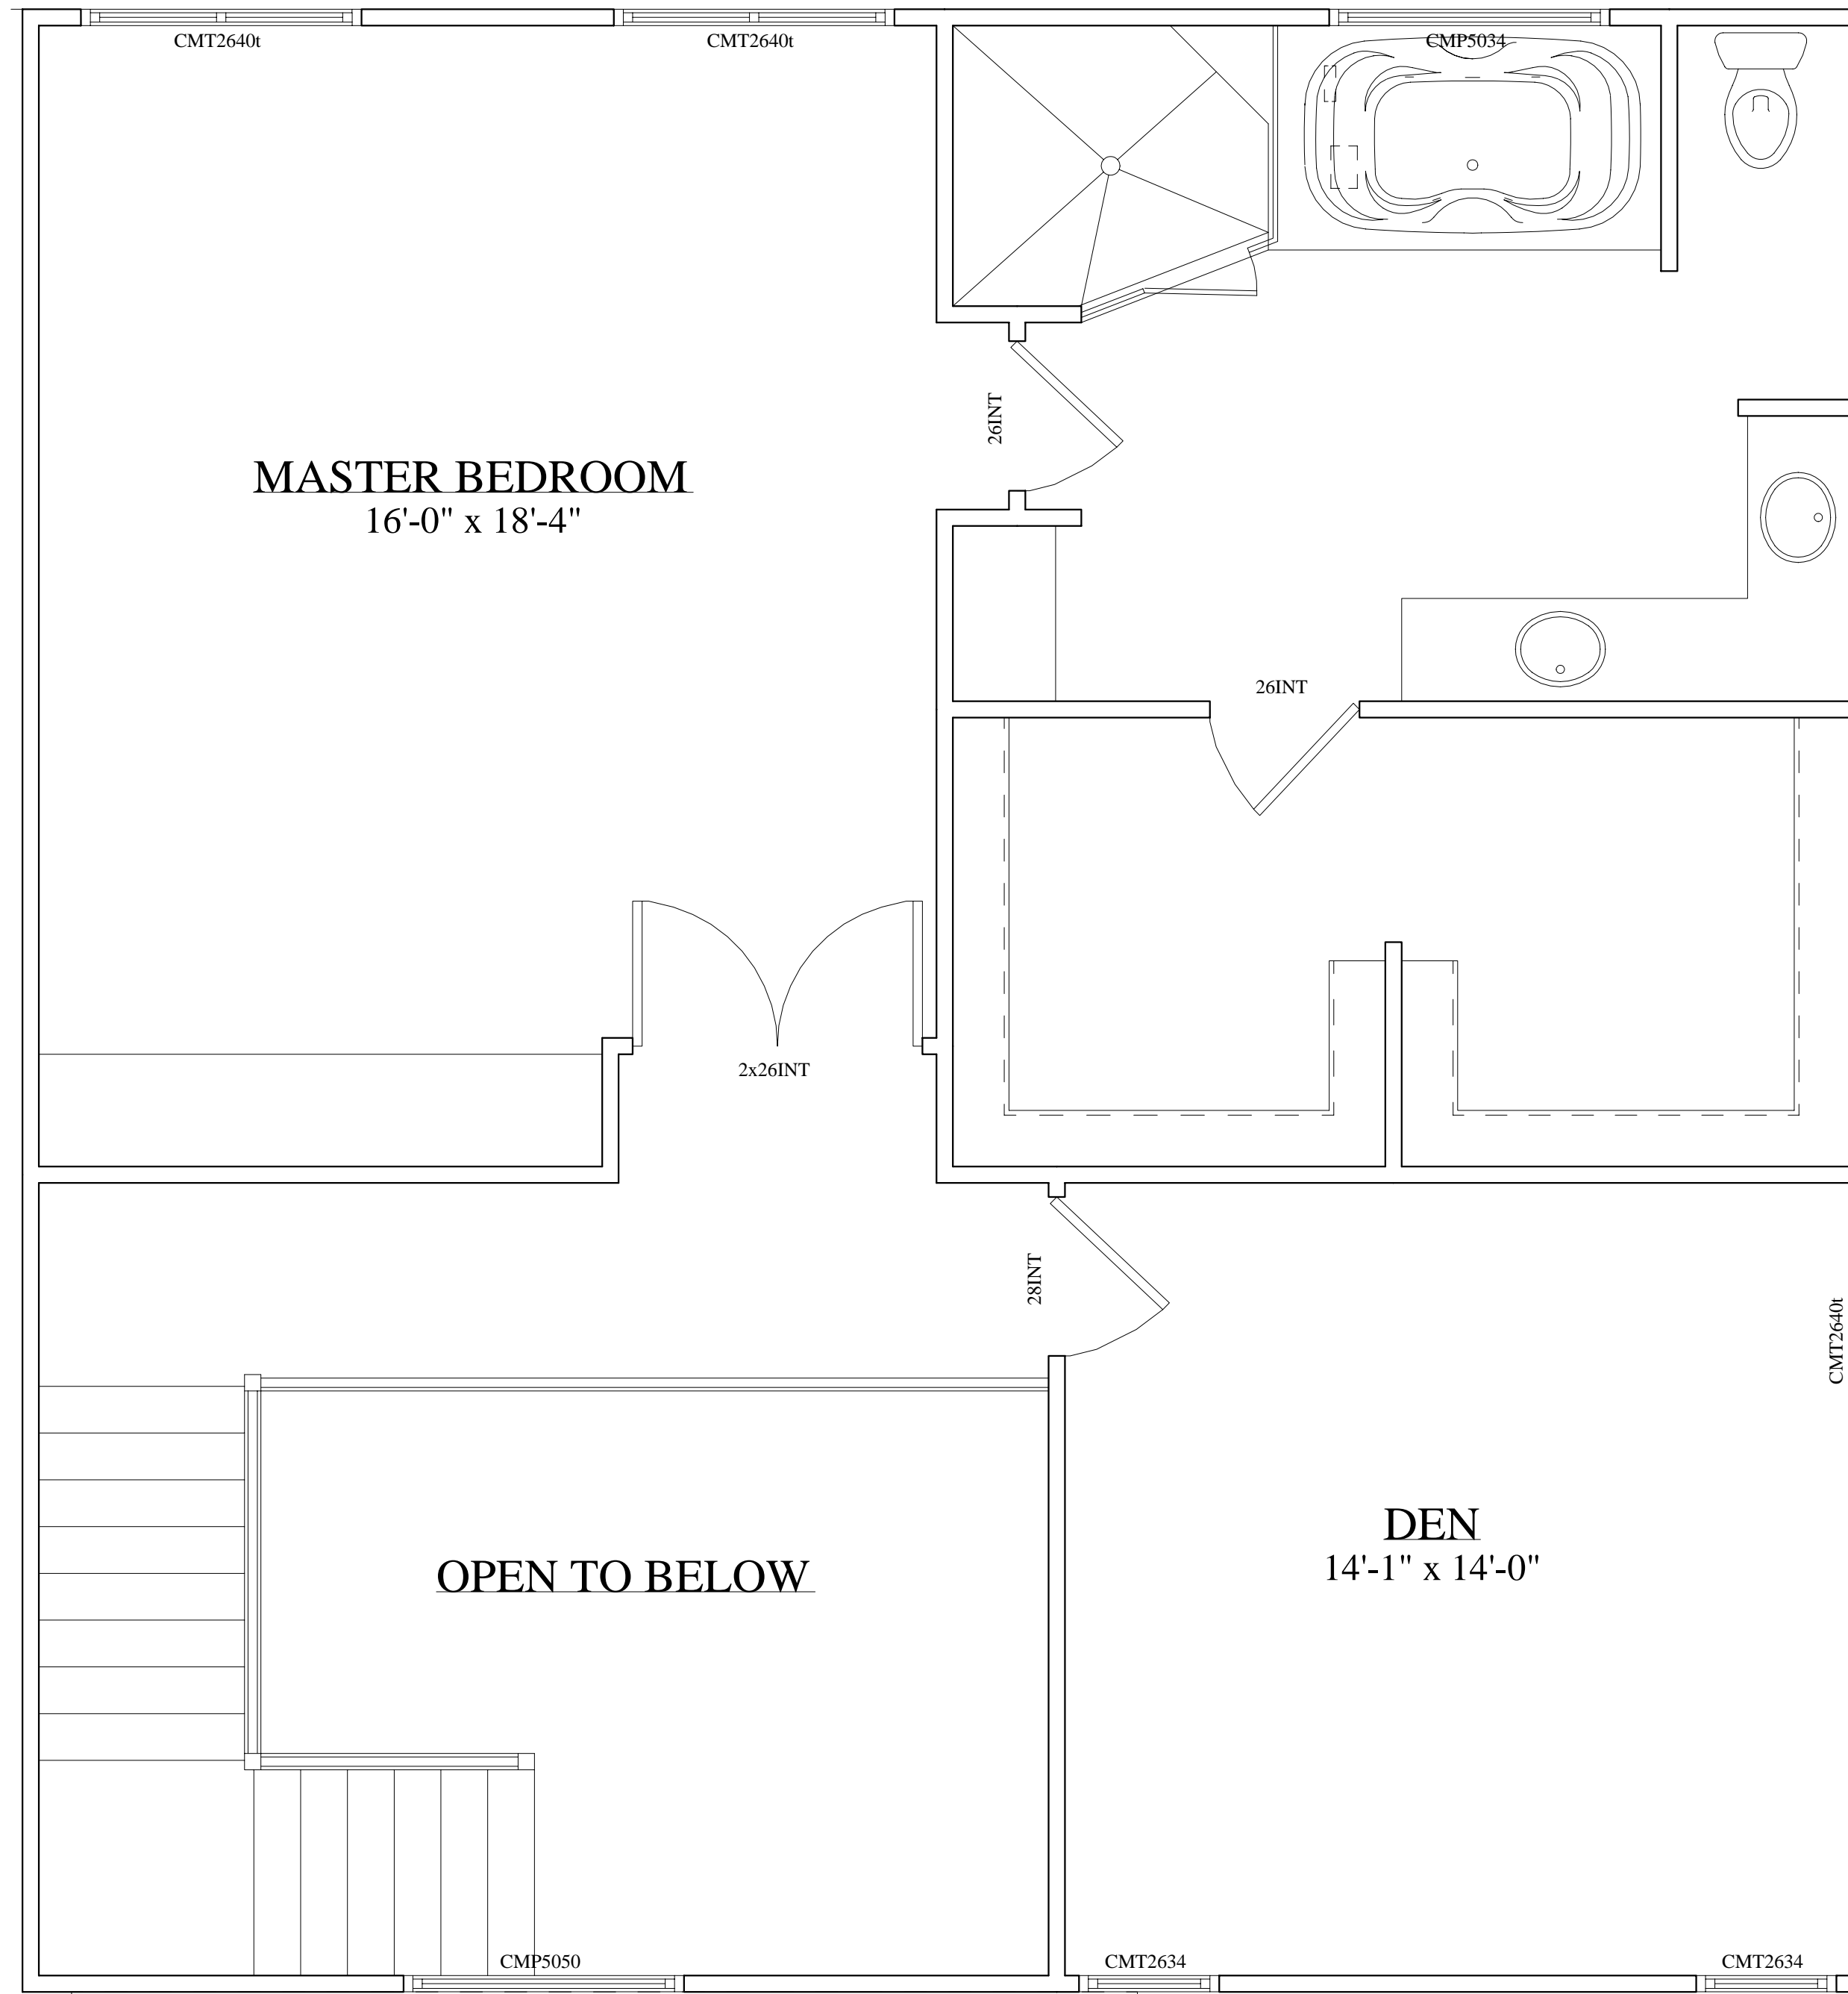 CMT2640t
CMT2640t
CMP5034
26INT
MASTER BEDROOM
16'-0" x 18'-4"
26INT
2x26INT
28INT
CMT2640t
DEN
14'-1" x 14'-0"
OPEN TO BELOW
CMP5050
CMT2634
CMT2634